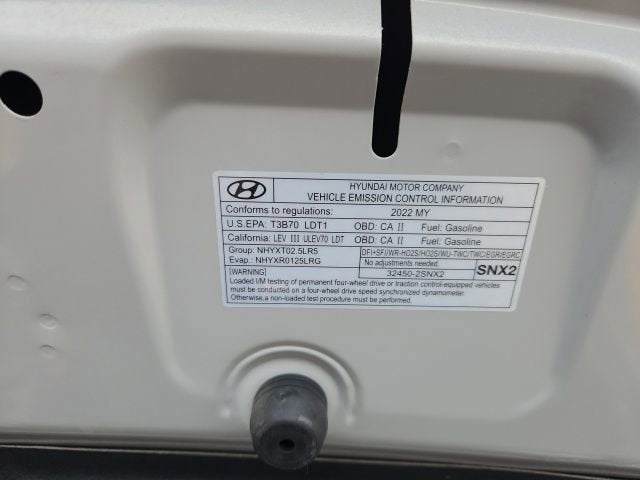 HYUNDAI MOTOR COMPANY
VEHICLE EMISSION CONTROL INFORMATION
Conforms to regulations: 2022 MY
U.S.EPA: T3B70 LDT1 OBD: CA II Fuel: Gasoline
California: LEV III ULEV70 LDT OBD: CA II Fuel: Gasoline
Group: NHYXT02.5LR5
Evap.: NHYXR0125LRG
DFI+SFI/WR-HO2S/HO2S/WU-TWC/TWC/EGR/EGRC
No adjustments needed.
32450-2SNX2
SNX2
[WARNING]
Loaded I/M testing of permanent four-wheel drive or traction control-equipped vehicles
must be conducted on a four-wheel drive speed synchronized dynamometer.
Otherwise,a non-loaded test procedure must be performed.